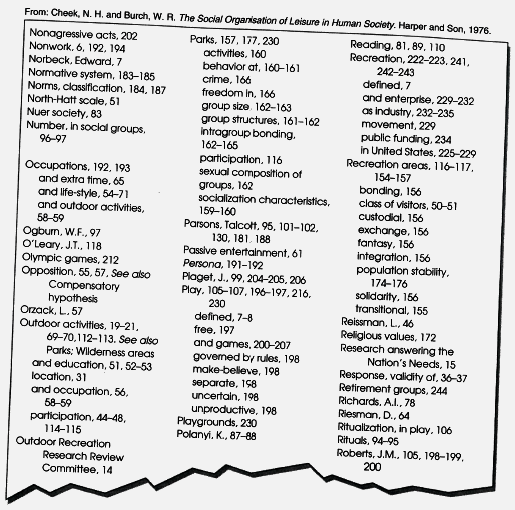 From: Cheek, N. H. and Burch, W. R. The Social Organisation of Leisure in Human Society. Harper and Son, 1976.
Nonagressive acts, 202
Nonwork, 6, 192, 194
Norbeck, Edward, 7
Normative system, 183–185
Norms, classification, 184, 187
North-Hatt scale, 51
Nuer society, 83
Number, in social groups,
96–97
Occupations, 192, 193
and extra time, 65
and life-style, 54–71
and outdoor activities,
58–59
Ogburn, W.F., 97
O'Leary, J.T., 118
Olympic games, 212
Opposition, 55, 57, See also
Compensatory
hypothesis
Orzack, L., 57
Outdoor activities, 19–21,
69–70, 112–113. See also
Parks; Wilderness areas
and education, 51, 52–53
location, 31
and occupation, 56,
58–59
participation, 44–48,
114–115
Outdoor Recreation
Research Review
Committee, 14
Parks, 157, 177, 230
activities, 160
behavior at, 160–161
crime, 166
freedom in, 166
group size 162–163
group structures, 161–162
intragroup bonding,
162–165
participation, 116
sexual composition of
groups, 162
socialization characteristics,
159–160
Parsons, Talcott, 95, 101–102,
130, 181 188
Passive entertainment, 61
Persona, 191–192
Piaget, J., 99, 204–205, 206
Play, 105–107, 196–197, 216,
230
defined, 7–8
free, 197
and games, 200–207
governed by rules, 198
make-believe, 198
separate, 198
uncertain, 198
unproductive, 198
Playgrounds, 230
Polanyi, K., 87–88
Reading, 81, 89, 110
Recreation, 222–223, 241,
242–243
defined, 7
and enterprise, 229–232
as industry, 232–235
movement, 229
public funding, 234
in United States, 225–229
Recreation areas, 116–117,
154–157
bonding, 156
class of visitors, 50–51
custodial, 156
exchange, 156
fantasy, 156
integration, 156
population stability,
174–176
solidarity, 156
transitional, 155
Reissman, L., 46
Religious values, 172
Research answering the
Nation's Needs, 15
Response, validity of, 36–37
Retirement groups, 244
Richards, A.I., 78
Riesman, D., 64
Ritualization, in play, 106
Rituals, 94–95
Roberts, J.M., 105, 198–199,
200